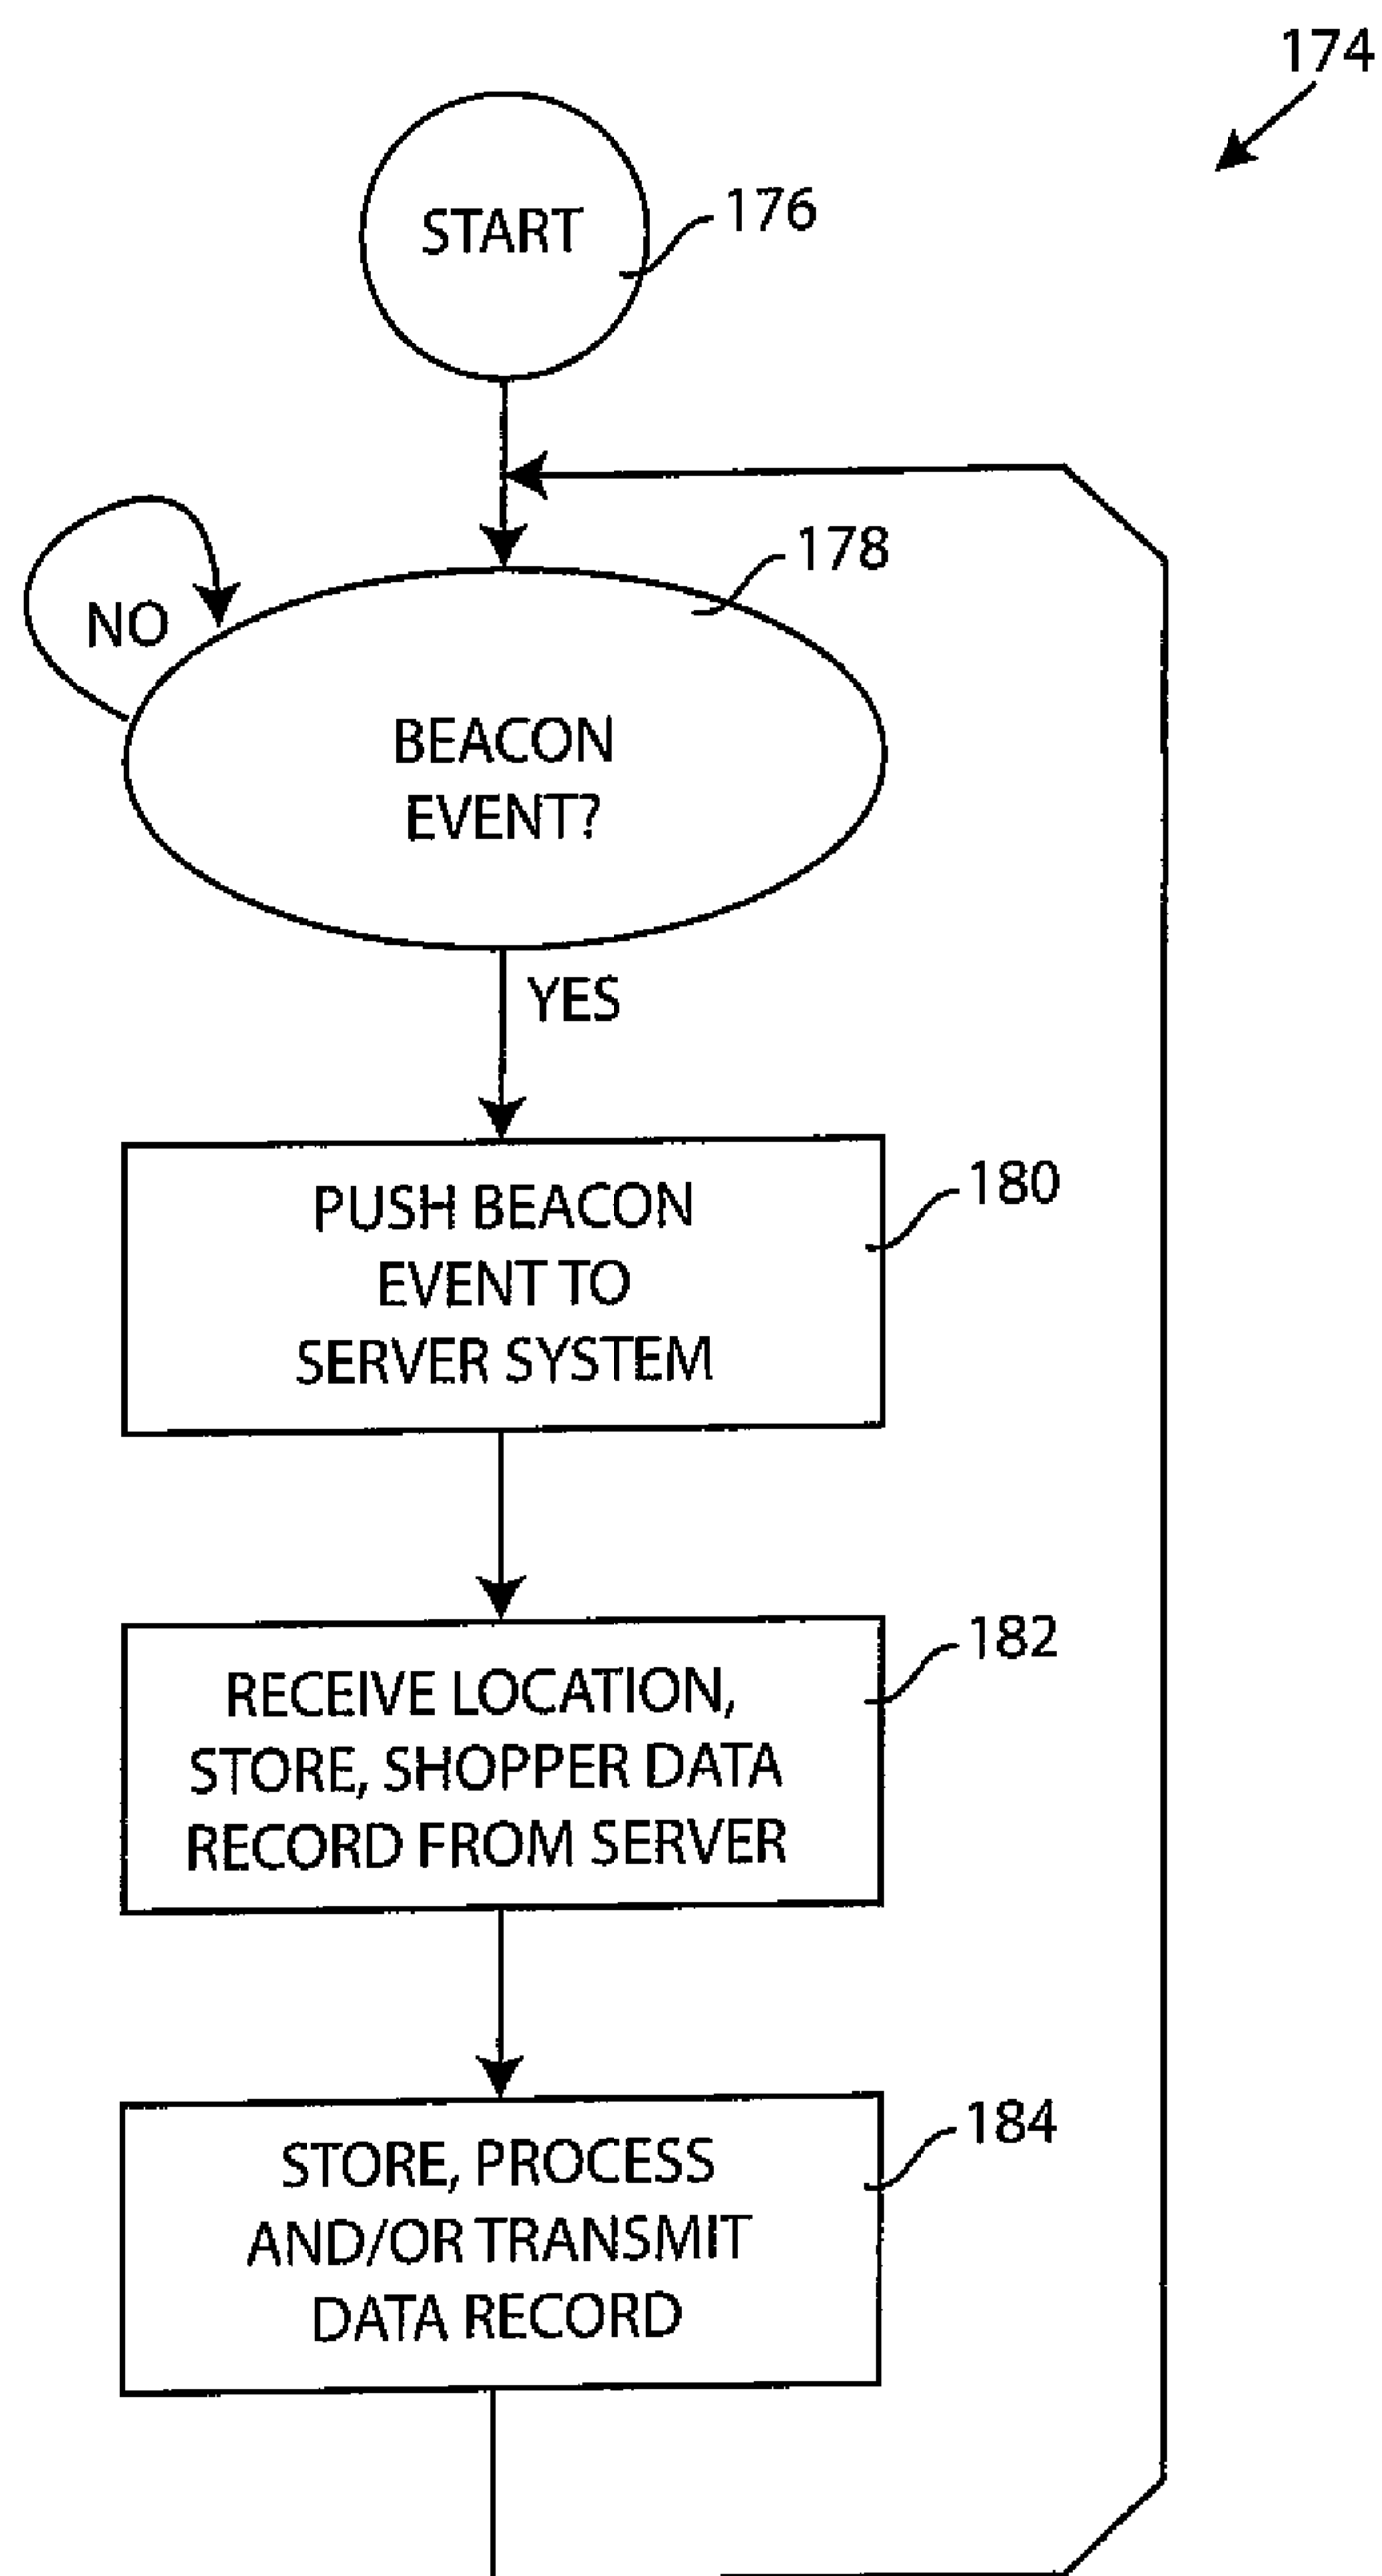 174
START
176
178
NO
BEACON
EVENT?
YES
PUSH BEACON
EVENT TO
SERVER SYSTEM
180
RECEIVE LOCATION,
STORE, SHOPPER DATA
RECORD FROM SERVER
182
STORE, PROCESS
AND/OR TRANSMIT
DATA RECORD
184